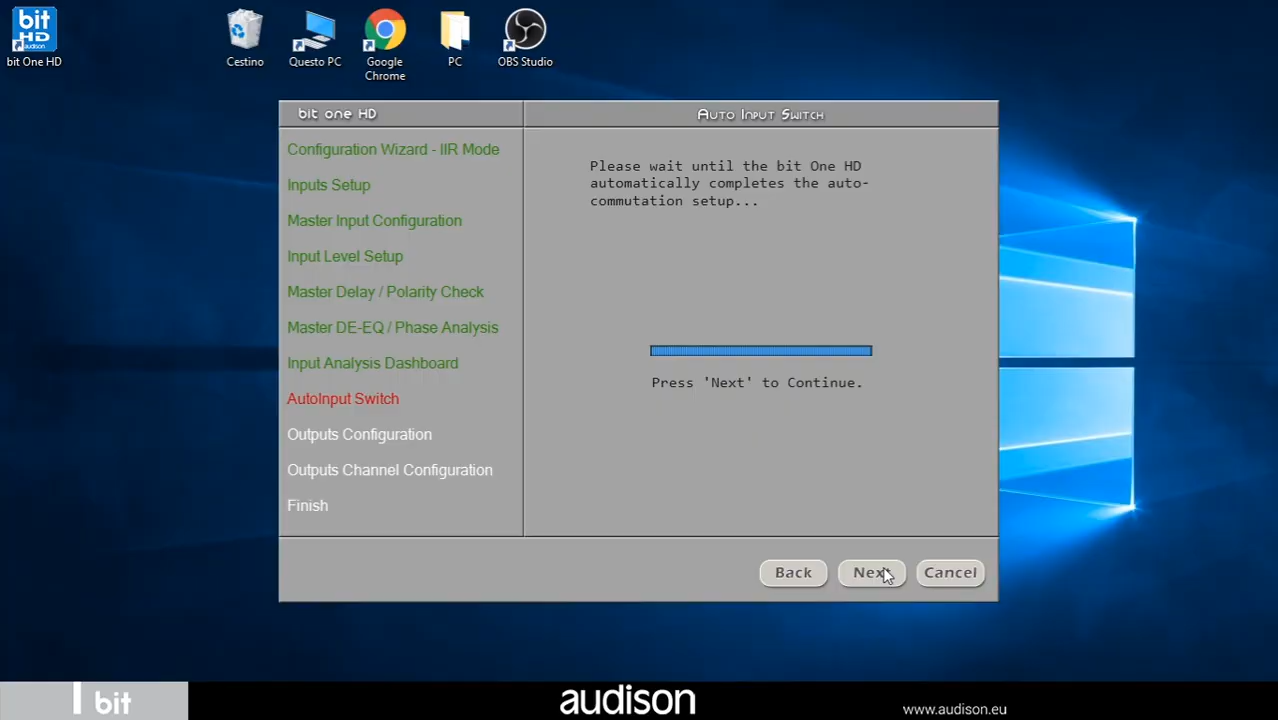 bit
HD
audison
bit One HD
Cestino
Questo PC
Google
Chrome
PC
OBS Studio
bit one HD
Auto Input Switch
Configuration Wizard - IIR Mode
Inputs Setup
Master Input Configuration
Input Level Setup
Master Delay / Polarity Check
Master DE-EQ / Phase Analysis
Input Analysis Dashboard
AutoInput Switch
Outputs Configuration
Outputs Channel Configuration
Finish
Please wait until the bit One HD
automatically completes the auto-
commutation setup...
Press 'Next' to Continue.
Back
Next
Cancel
bit
audison
www.audison.eu